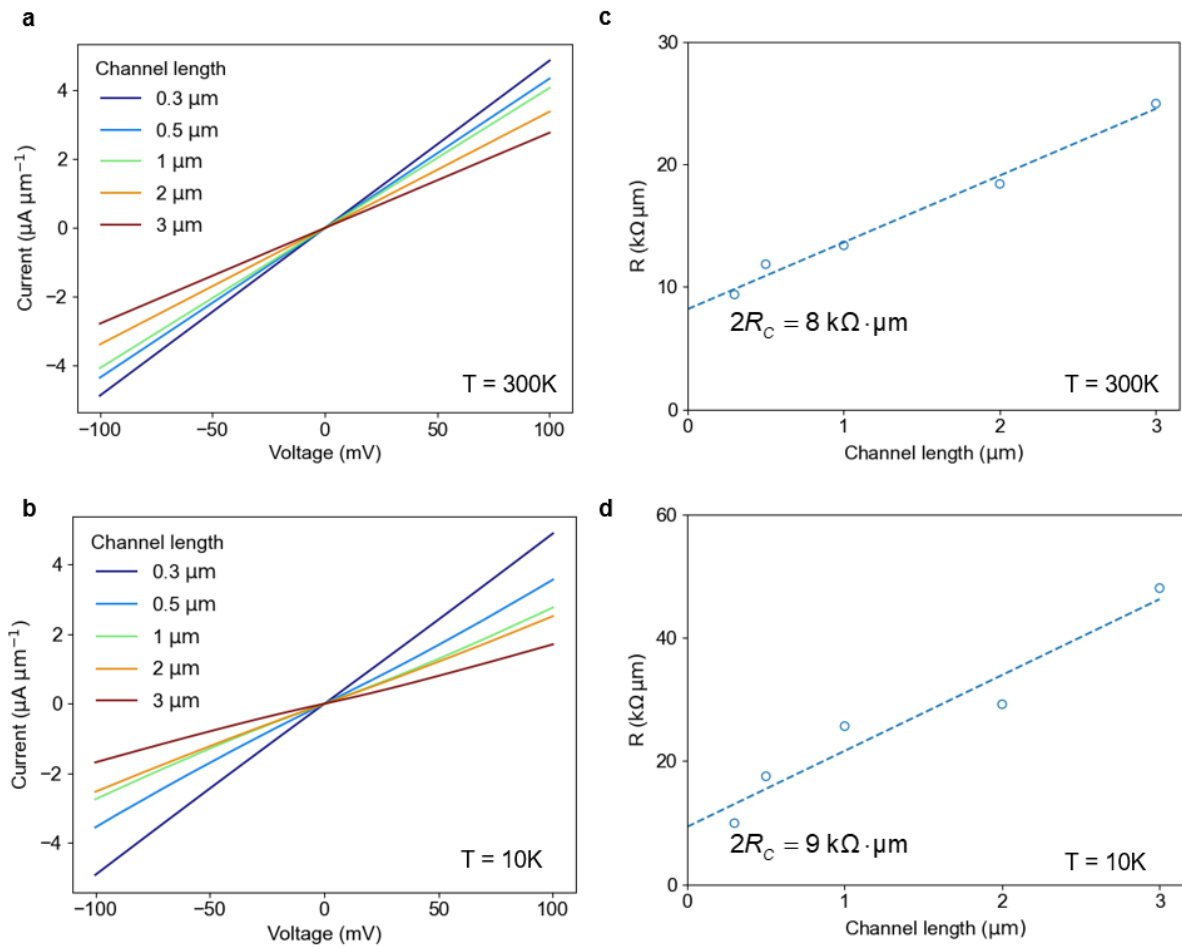 a
Channel length
0.3 µm
0.5 µm
1 µm
2 µm
3 µm
T = 300K
Current (µA µm⁻¹)
4
2
0
−2
−4
−100
−50
0
50
100
Voltage (mV)
c
R (kΩ µm)
30
20
10
0
2R_C = 8 kΩ·µm
T = 300K
0
1
2
3
Channel length (µm)
b
Channel length
0.3 µm
0.5 µm
1 µm
2 µm
3 µm
T = 10K
Current (µA µm⁻¹)
4
2
0
−2
−4
−100
−50
0
50
100
Voltage (mV)
d
R (kΩ µm)
60
40
20
0
2R_C = 9 kΩ·µm
T = 10K
0
1
2
3
Channel length (µm)